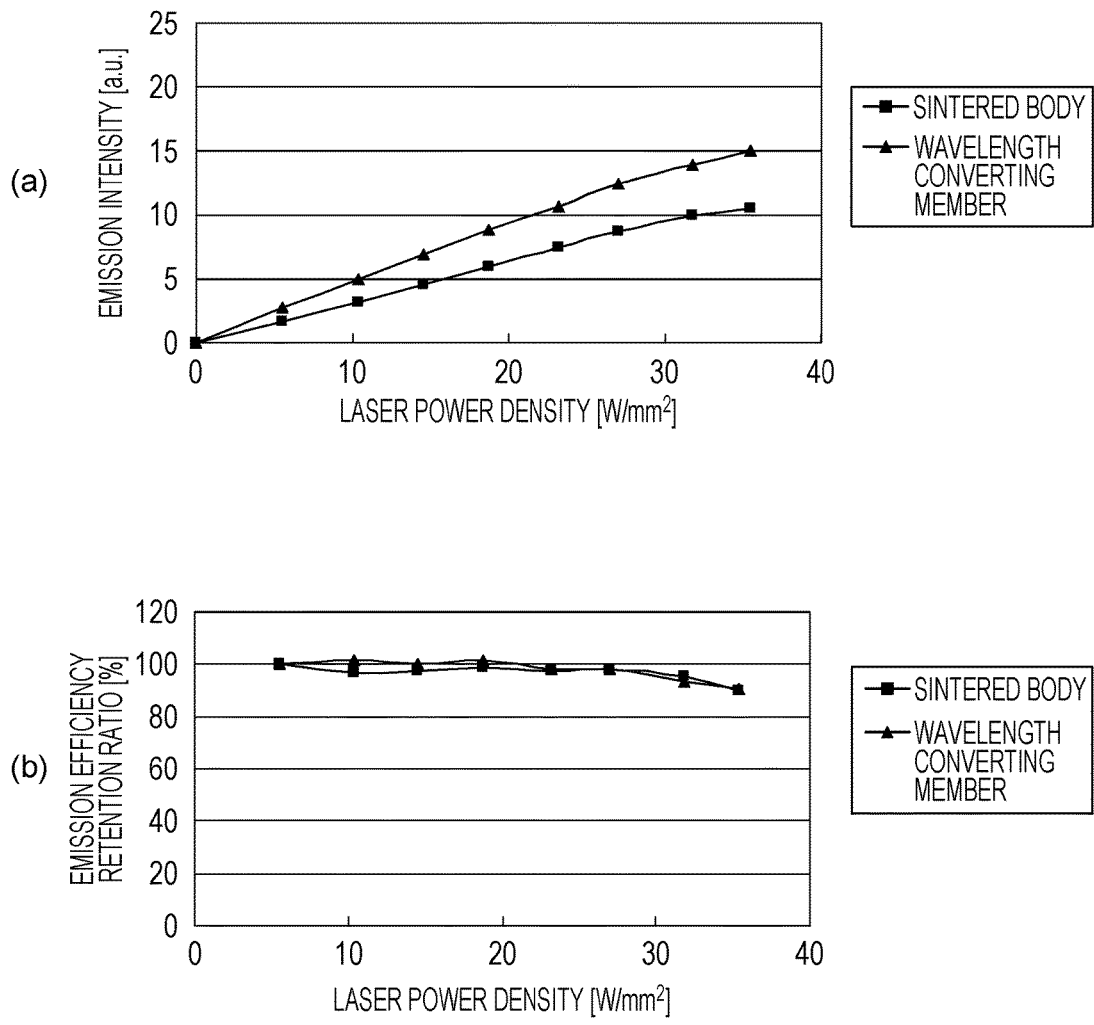 (a)
EMISSION INTENSITY [a.u.]
25
20
15
10
5
0
0 10 20 30 40
LASER POWER DENSITY [W/mm²]
SINTERED BODY
WAVELENGTH
CONVERTING
MEMBER
(b)
EMISSION EFFICIENCY
RETENTION RATIO [%]
120
100
80
60
40
20
0
0 10 20 30 40
LASER POWER DENSITY [W/mm²]
SINTERED BODY
WAVELENGTH
CONVERTING
MEMBER